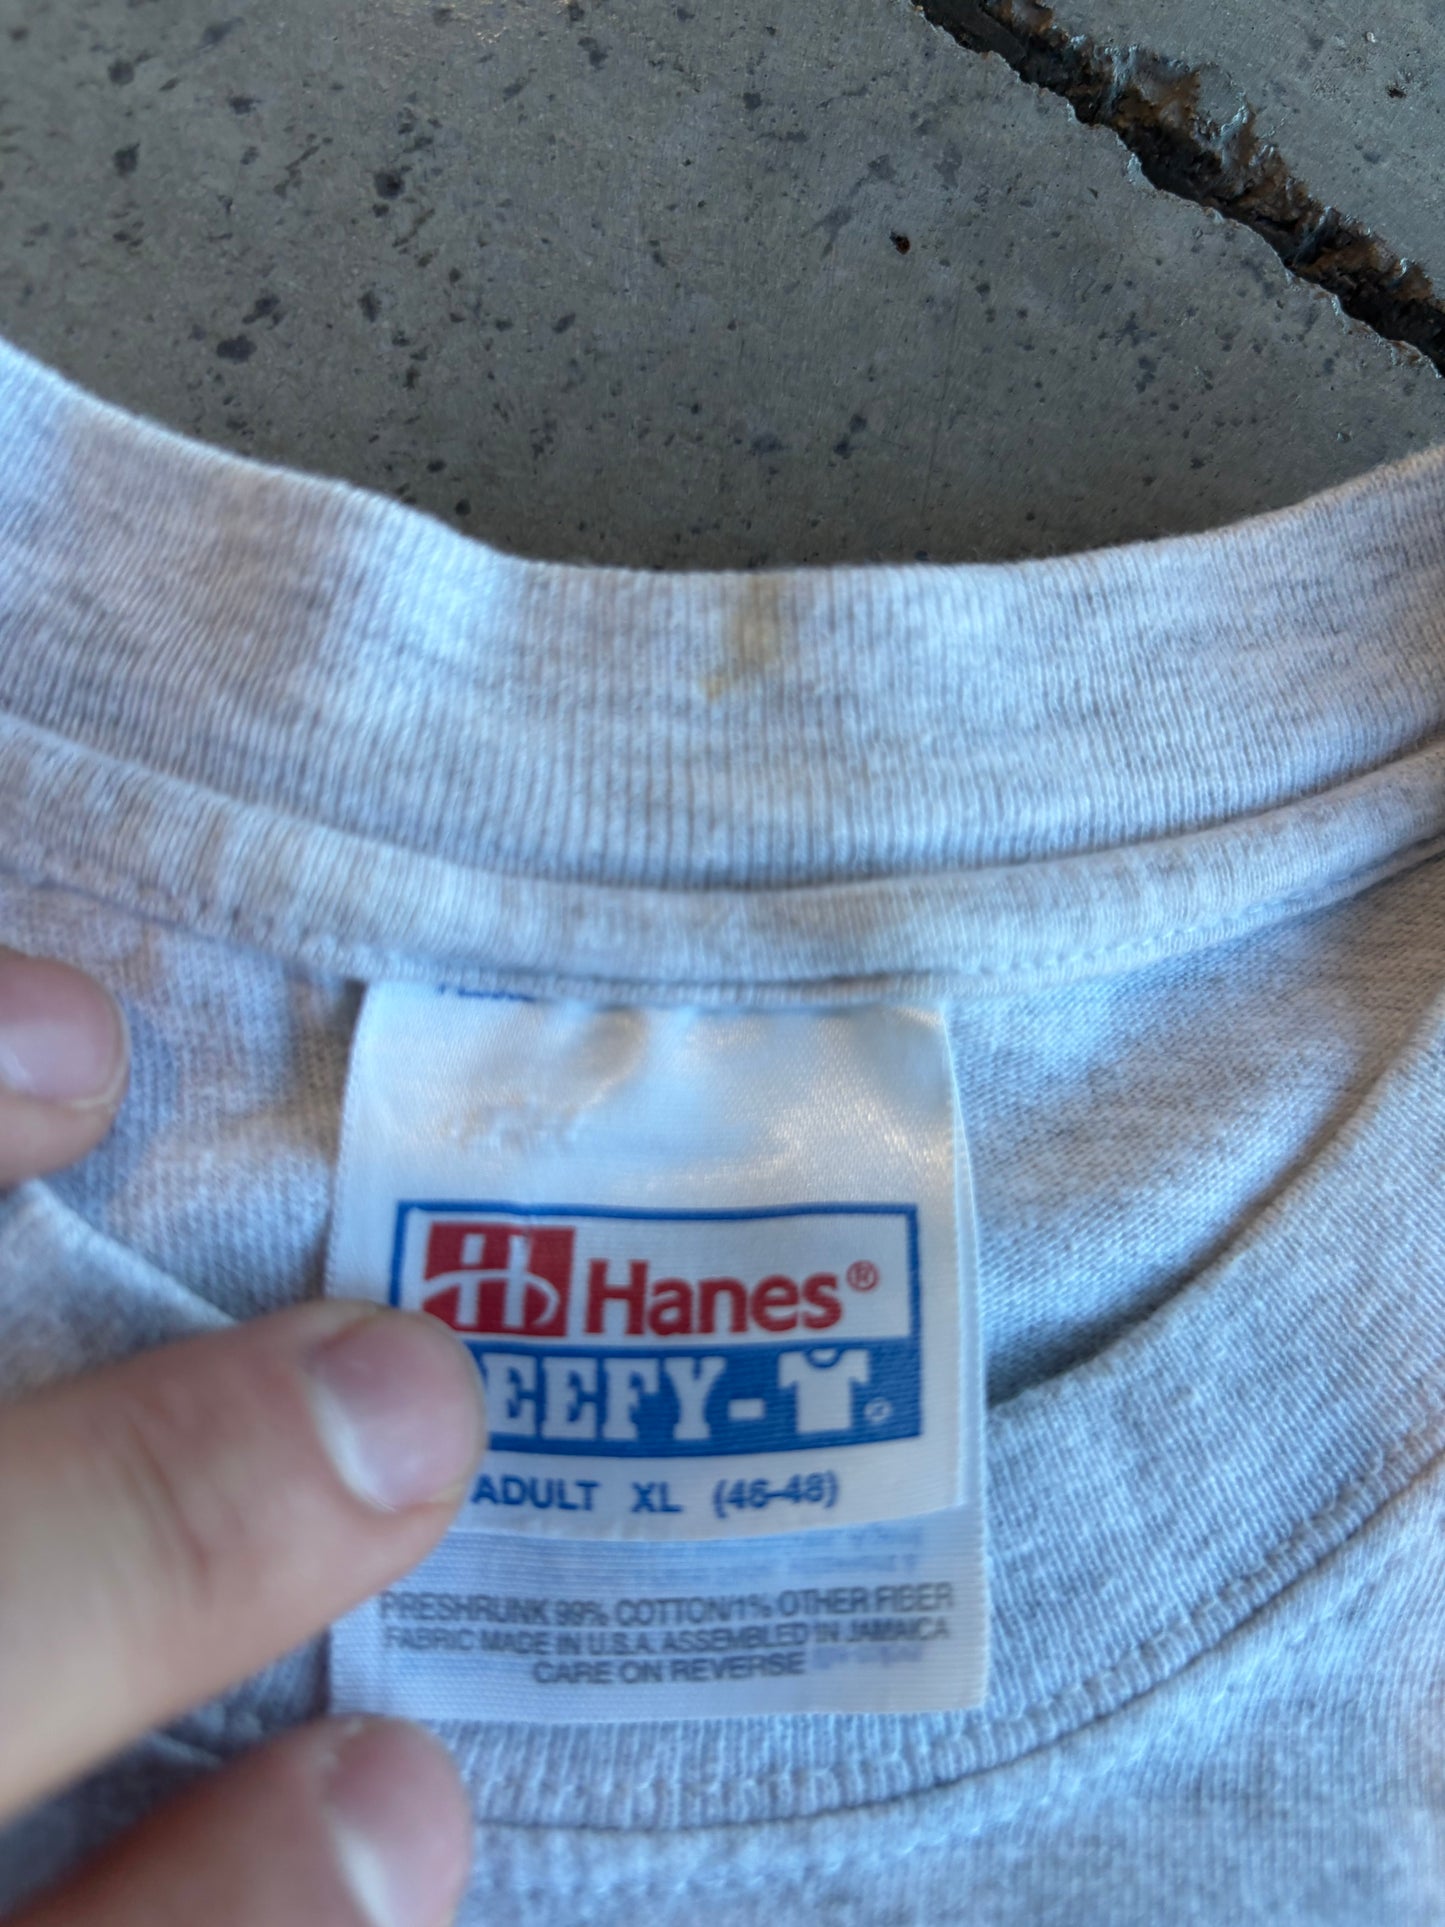 Hanes®
EEFY-
ADULT XL (46-48)
PRESHRUNK 99% COTTON/1% OTHER FIBER
FABRIC MADE IN U.S.A. ASSEMBLED IN JAMAICA
CARE ON REVERSE